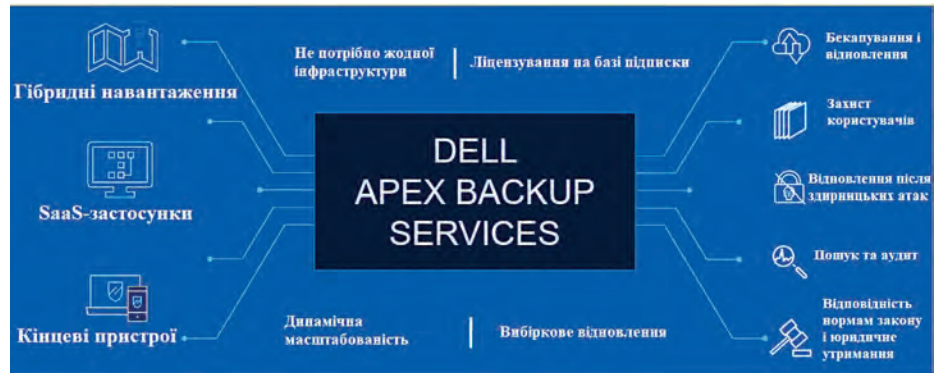 Гібридні навантаження
SaaS-застосунки
Кінцеві пристрої
Не потрібно жодної
інфраструктури
Ліцензування на базі підписки
DELL
APEX BACKUP
SERVICES
Динамічна
масштабованість
Вибіркове відновлення
Бекапування і
відновлення
Захист
користувачів
Відновлення після
здирницьких атак
Пошук та аудит
Відповідність
нормам закону
і юридичне
утримання